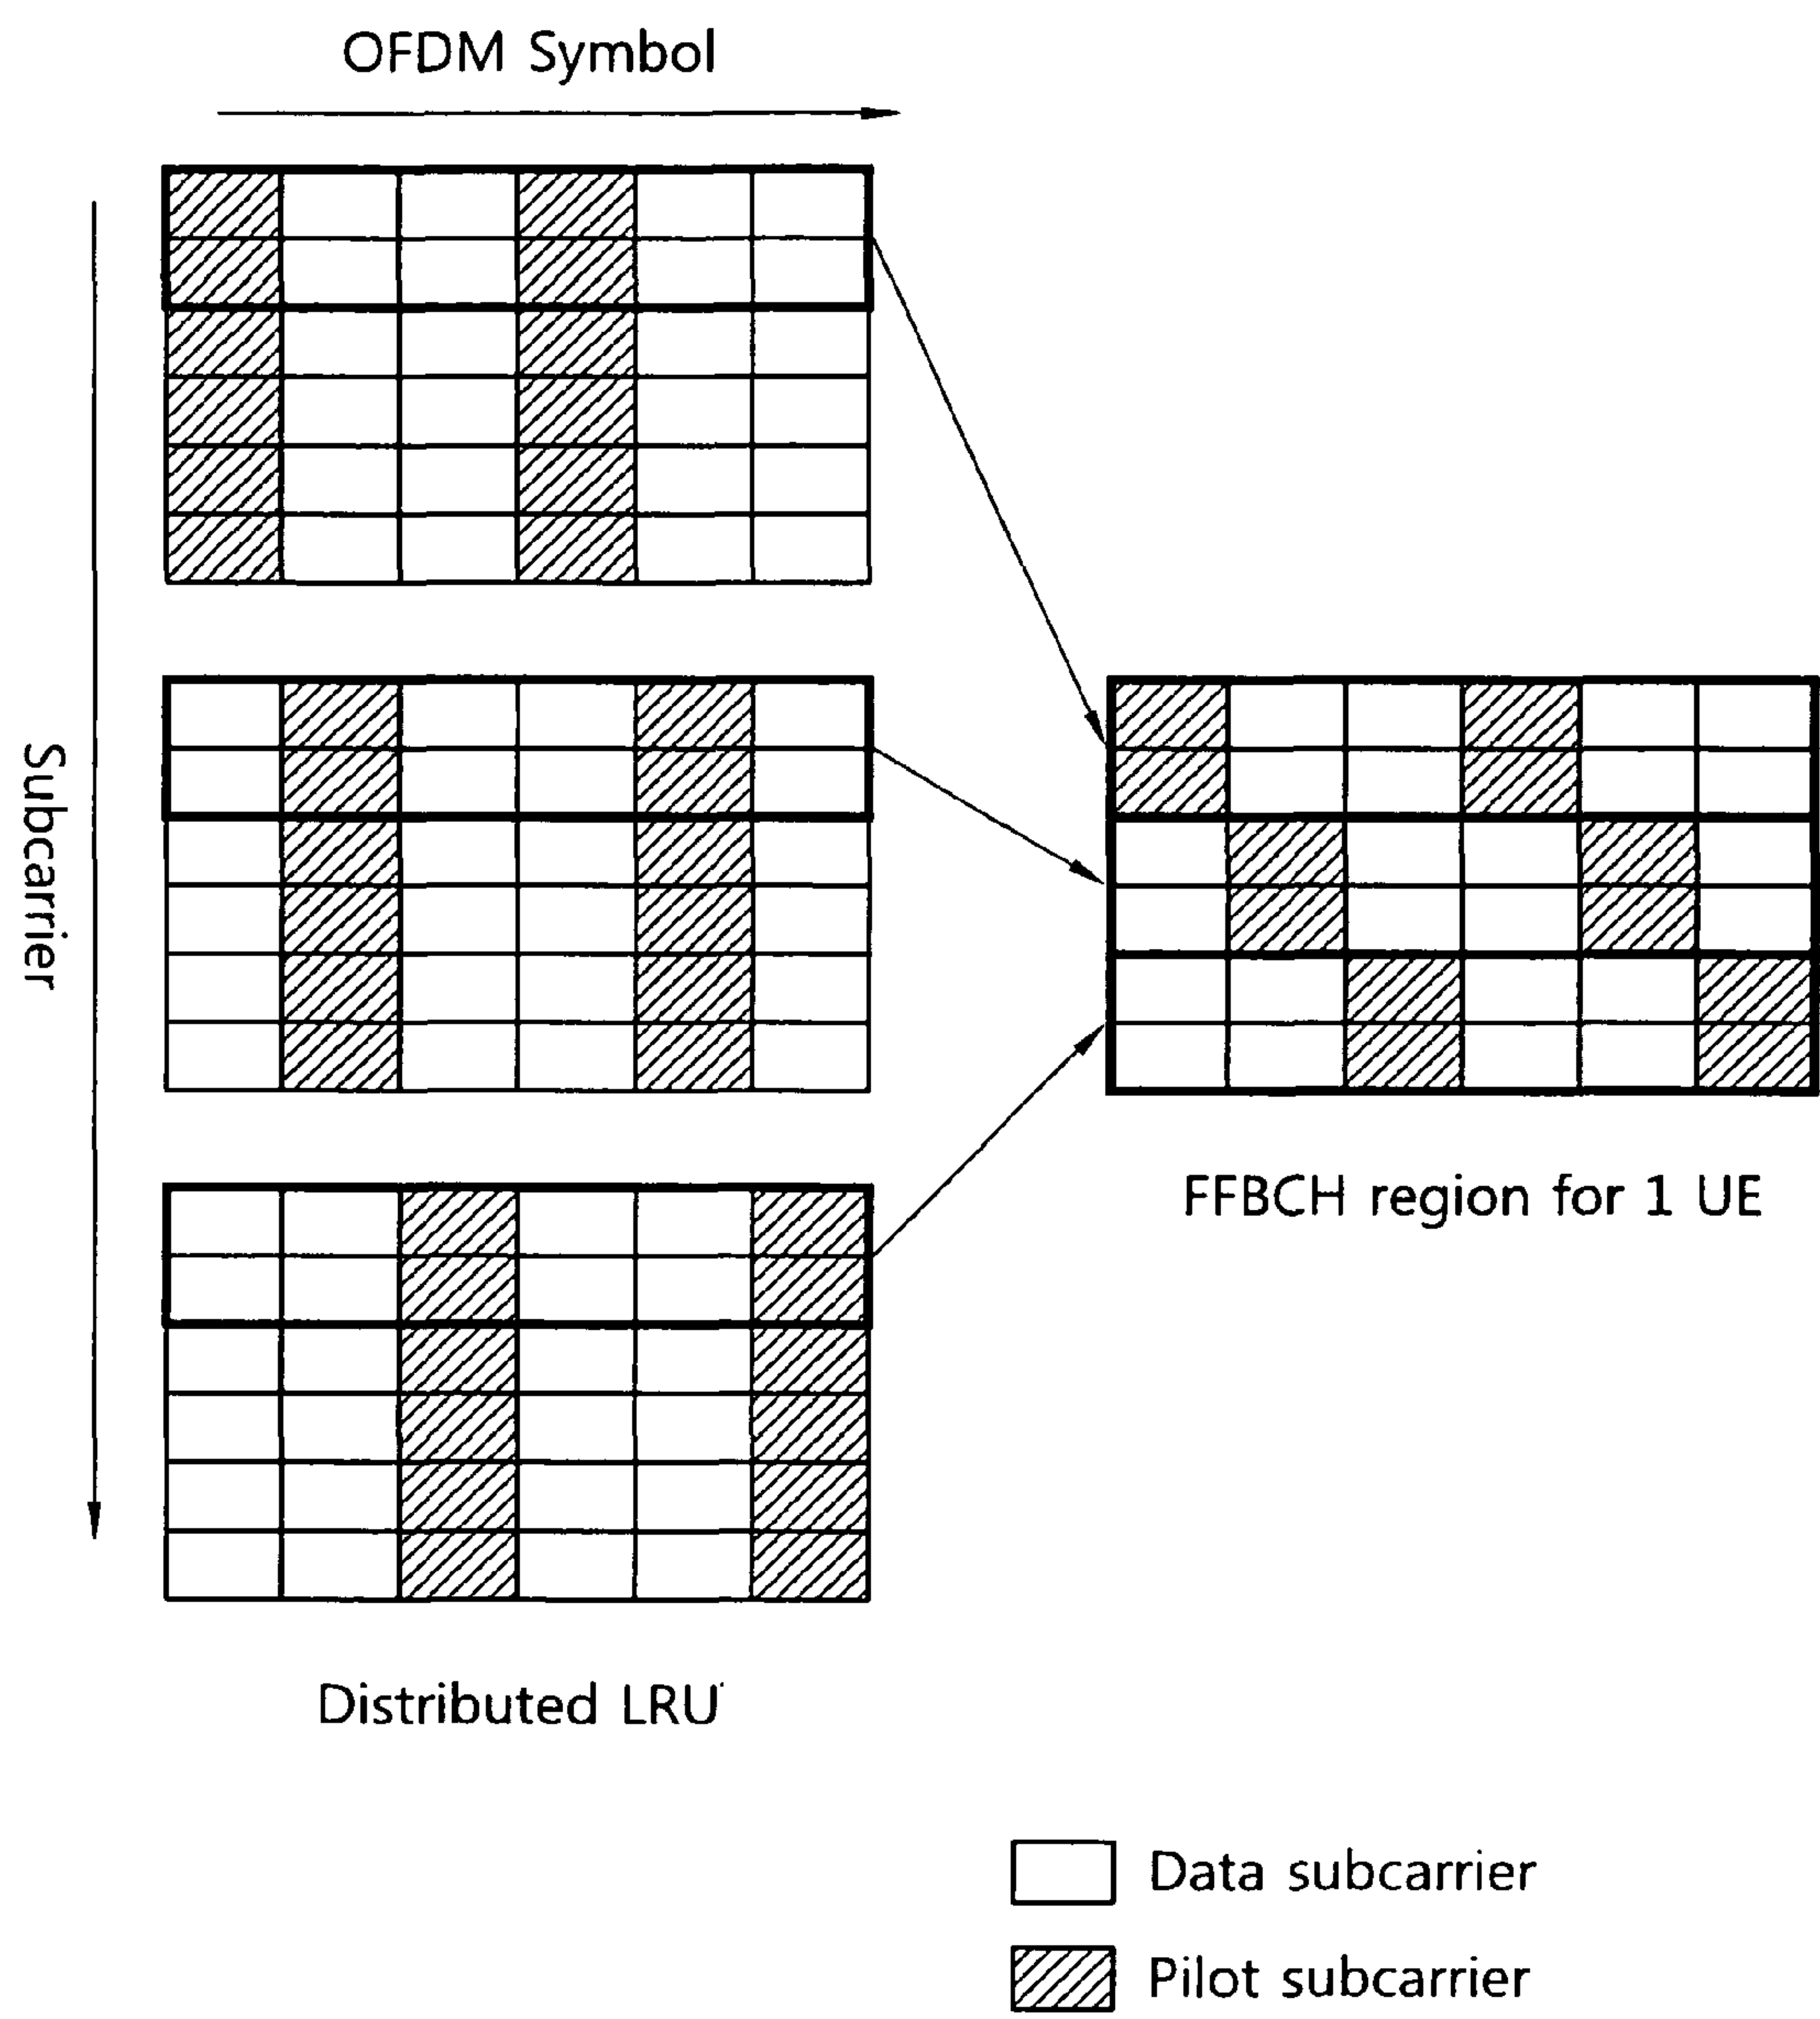 OFDM Symbol
Subcarrier
FFBCH region for 1 UE
Distributed LRU
Data subcarrier
Pilot subcarrier